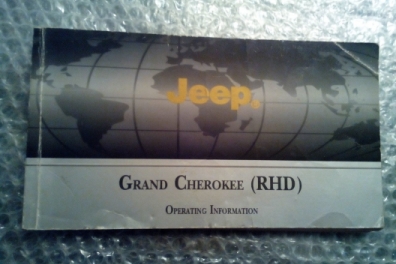 Jeep.
GRAND CHEROKEE (RHD)
OPERATING INFORMATION